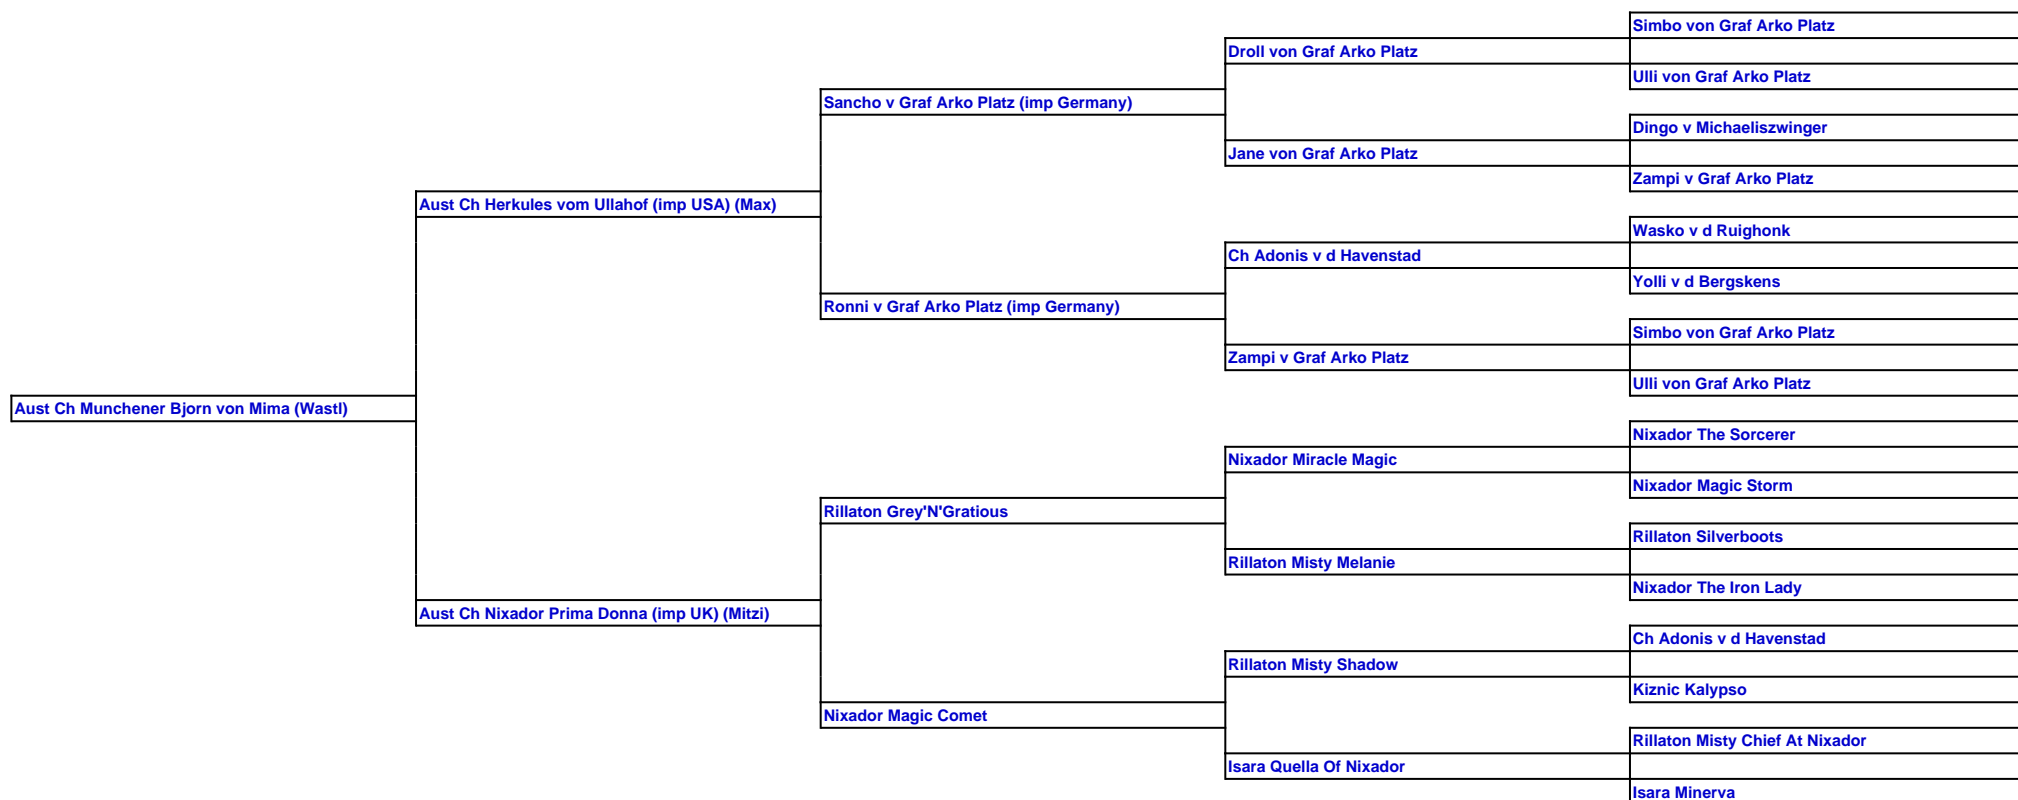 Simbo von Graf Arko Platz
Droll von Graf Arko Platz
Ulli von Graf Arko Platz
Sancho v Graf Arko Platz (imp Germany)
Dingo v Michaeliszwinger
Jane von Graf Arko Platz
Zampi v Graf Arko Platz
Aust Ch Herkules vom Ullahof (imp USA) (Max)
Wasko v d Ruighonk
Ch Adonis v d Havenstad
Yolli v d Bergskens
Ronni v Graf Arko Platz (imp Germany)
Simbo von Graf Arko Platz
Zampi v Graf Arko Platz
Ulli von Graf Arko Platz
Aust Ch Munchener Bjorn von Mima (Wastl)
Nixador The Sorcerer
Nixador Miracle Magic
Nixador Magic Storm
Rillaton Grey'N'Gratious
Rillaton Silverboots
Rillaton Misty Melanie
Nixador The Iron Lady
Aust Ch Nixador Prima Donna (imp UK) (Mitzi)
Ch Adonis v d Havenstad
Rillaton Misty Shadow
Kiznic Kalypso
Nixador Magic Comet
Rillaton Misty Chief At Nixador
Isara Quella Of Nixador
Isara Minerva